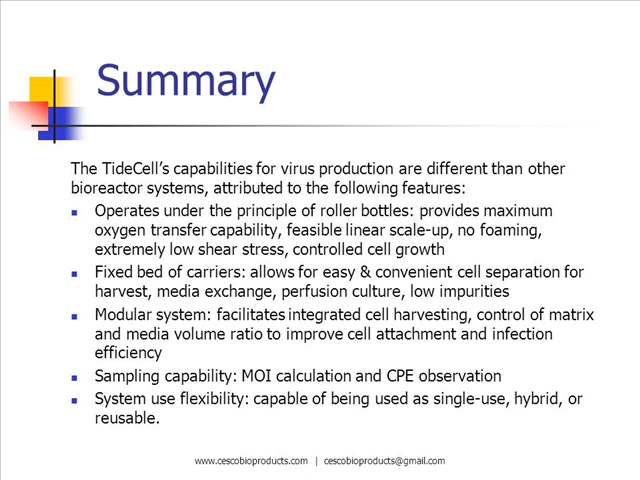 Summary
The TideCell's capabilities for virus production are different than other
bioreactor systems, attributed to the following features:
Operates under the principle of roller bottles: provides maximum
oxygen transfer capability, feasible linear scale-up, no foaming,
extremely low shear stress, controlled cell growth
Fixed bed of carriers: allows for easy & convenient cell separation for
harvest, media exchange, perfusion culture, low impurities
Modular system: facilitates integrated cell harvesting, control of matrix
and media volume ratio to improve cell attachment and infection
efficiency
Sampling capability: MOI calculation and CPE observation
System use flexibility: capable of being used as single-use, hybrid, or
reusable.
www.cescobioproducts.com | cescobioproducts@gmail.com